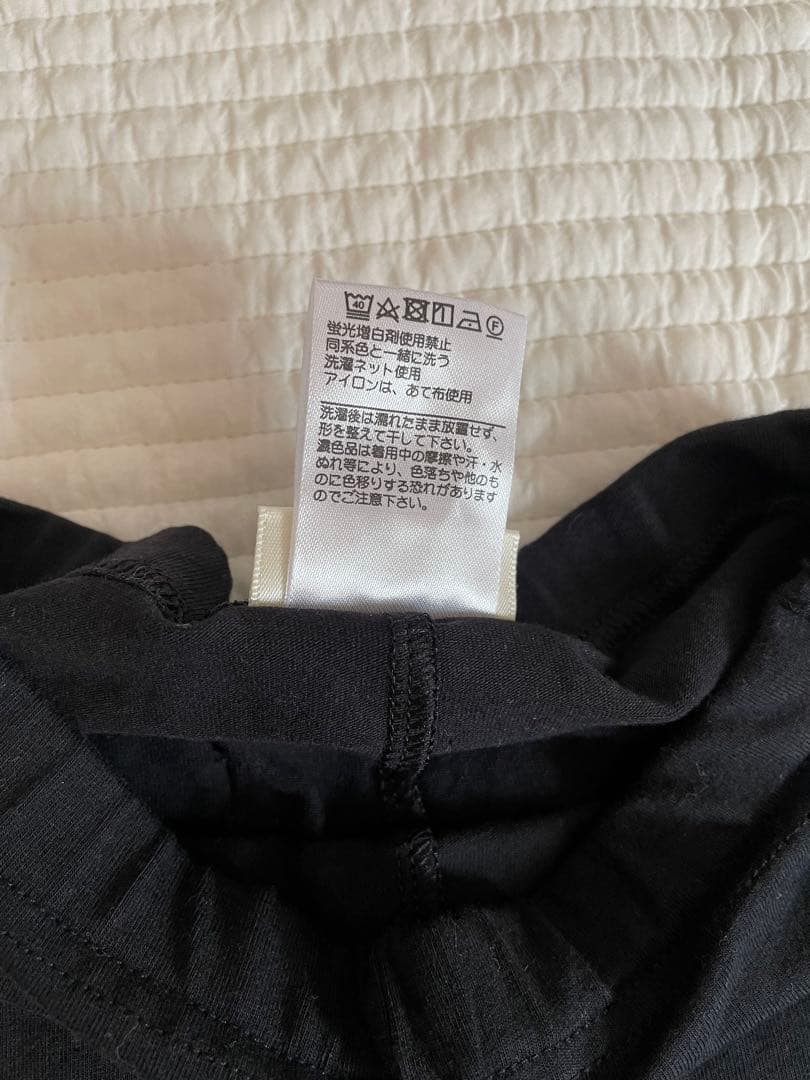 40 F
蛍光増白剤使用禁止
同系色と一緒に洗う
洗濯ネット使用
アイロンは、あて布使用
洗濯後は濡れたまま放置せず、
形を整えて干して下さい。
濃色品は着用中の摩擦や汗・水
ぬれ等により、色落ちや他のも
のに色移りする恐れがあります
のでご注意下さい。